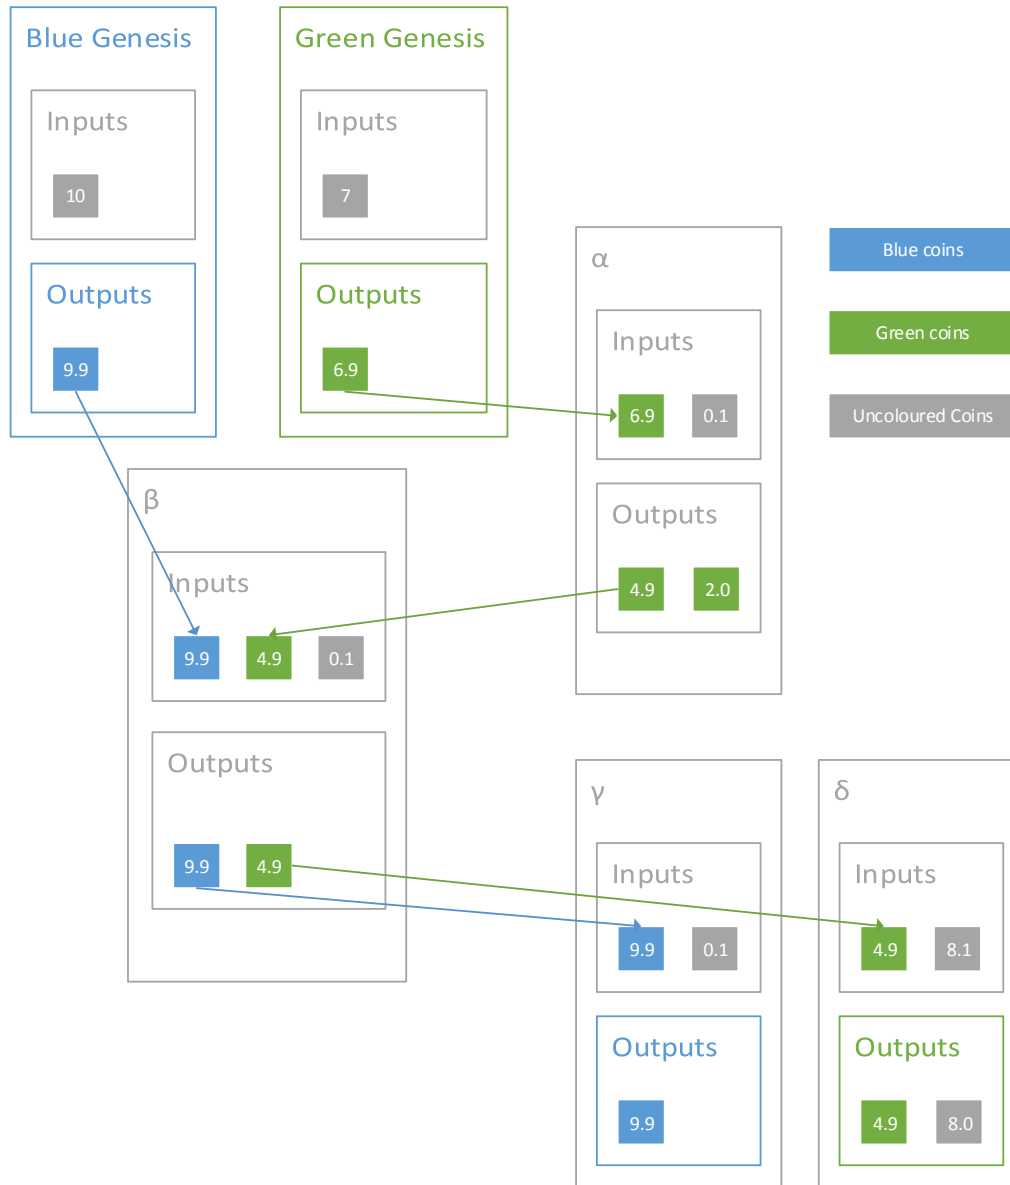 Blue Genesis
Inputs
10
Outputs
9.9
Green Genesis
Inputs
7
Outputs
6.9
α
Inputs
6.9 0.1
Outputs
4.9 2.0
Blue coins
Green coins
Uncoloured Coins
β
Inputs
9.9 4.9 0.1
Outputs
9.9 4.9
γ
Inputs
9.9 0.1
Outputs
9.9
δ
Inputs
4.9 8.1
Outputs
4.9 8.0